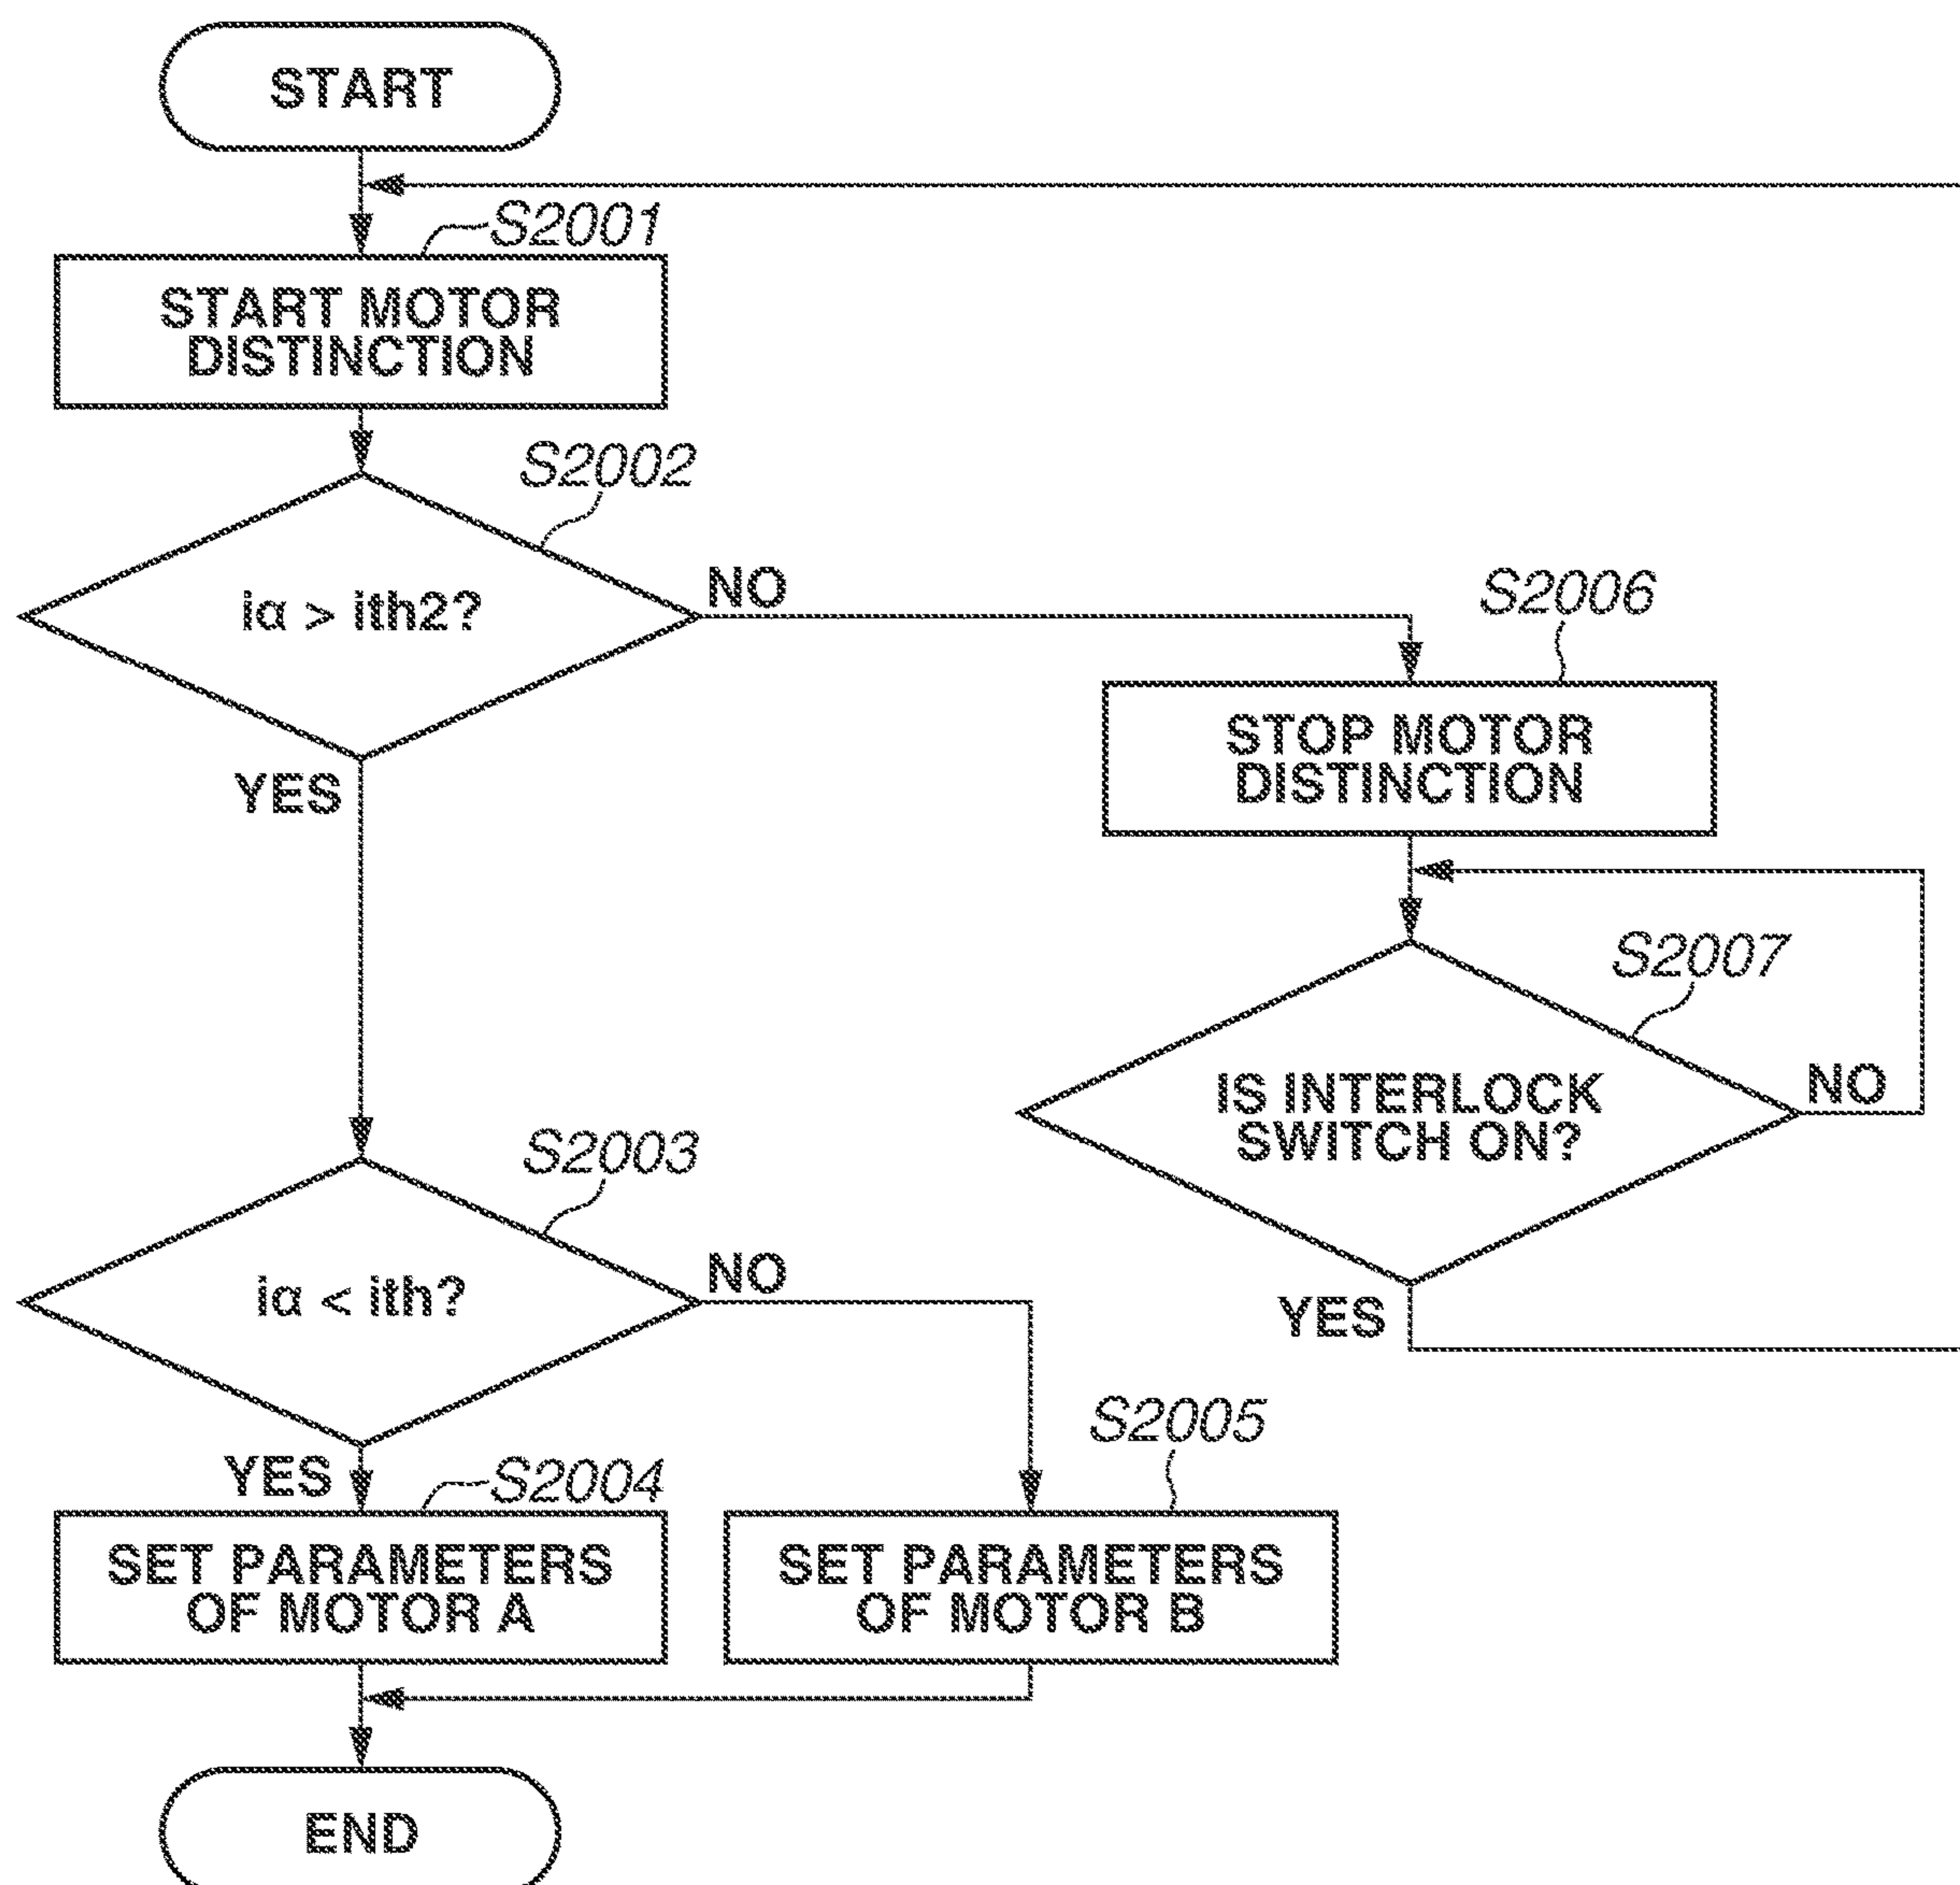 START
S2001
START MOTOR
DISTINCTION
S2002
iα > ith2?
NO
YES
S2006
STOP MOTOR
DISTINCTION
S2007
IS INTERLOCK
SWITCH ON?
NO
YES
S2003
iα < ith?
NO
YES
S2004
SET PARAMETERS
OF MOTOR A
S2005
SET PARAMETERS
OF MOTOR B
END